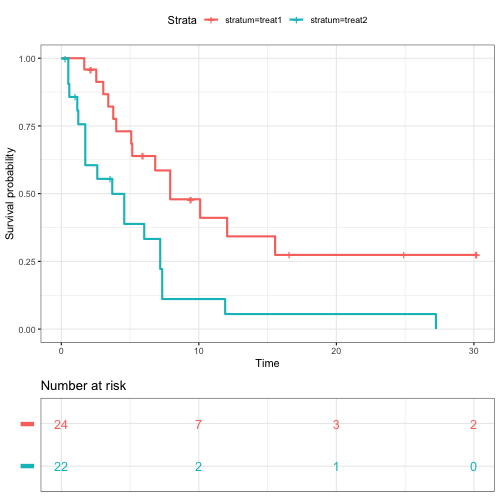 Strata stratum=treat1 stratum=treat2
Survival probability
1.00
0.75
0.50
0.25
0.00
0 10 20 30
Time
Number at risk
24 7 3 2
22 2 1 0